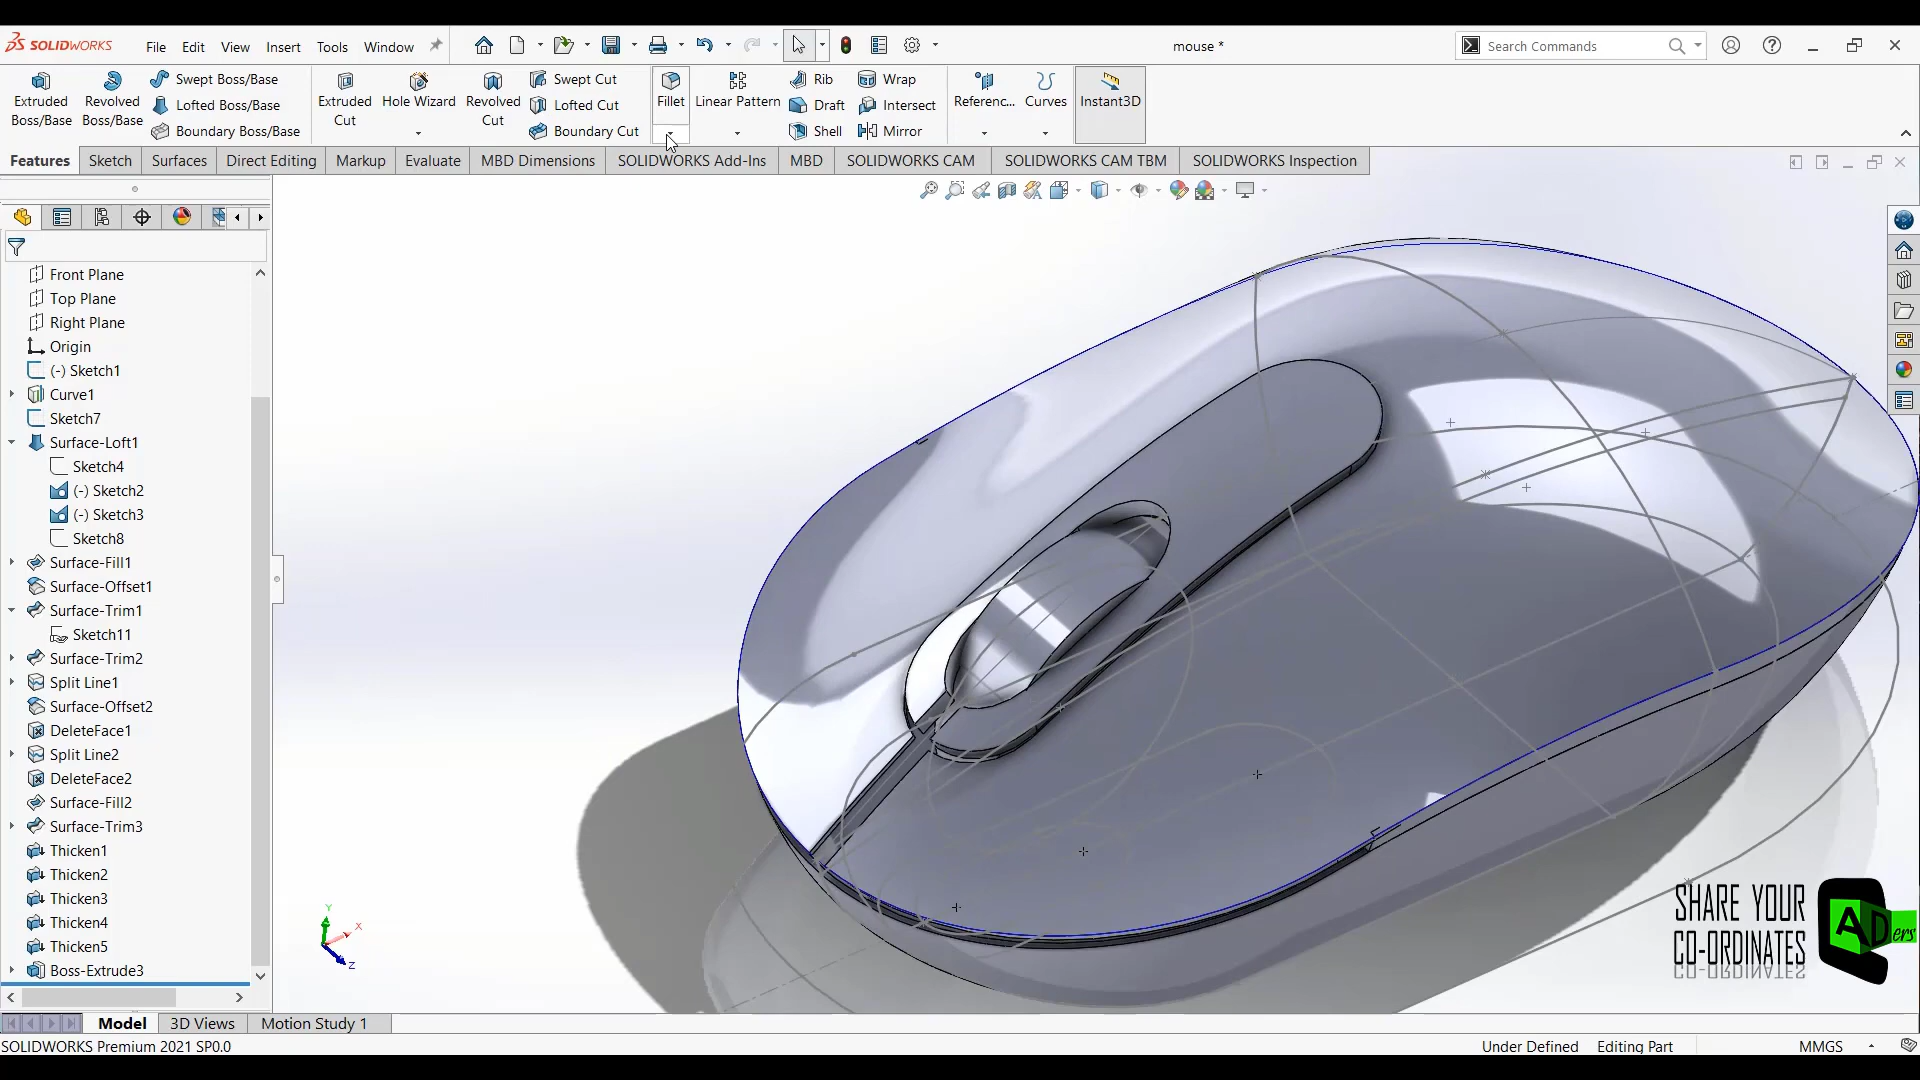 SOLIDWORKS
File Edit View Insert Tools Window
mouse *
Search Commands
Extruded Boss/Base
Revolved Boss/Base
Swept Boss/Base
Lofted Boss/Base
Boundary Boss/Base
Extruded Cut
Hole Wizard
Revolved Cut
Swept Cut
Lofted Cut
Boundary Cut
Fillet
Linear Pattern
Rib
Draft
Shell
Wrap
Intersect
Mirror
Referenc...
Curves
Instant3D
Features Sketch Surfaces Direct Editing Markup Evaluate MBD Dimensions SOLIDWORKS Add-Ins MBD SOLIDWORKS CAM SOLIDWORKS CAM TBM SOLIDWORKS Inspection
Front Plane
Top Plane
Right Plane
Origin
(-) Sketch1
Curve1
Sketch7
Surface-Loft1
Sketch4
(-) Sketch2
(-) Sketch3
Sketch8
Surface-Fill1
Surface-Offset1
Surface-Trim1
Sketch11
Surface-Trim2
Split Line1
Surface-Offset2
DeleteFace1
Split Line2
DeleteFace2
Surface-Fill2
Surface-Trim3
Thicken1
Thicken2
Thicken3
Thicken4
Thicken5
Boss-Extrude3
Y
X
Z
SHARE YOUR
CO-ORDINATES
CADers
Model 3D Views Motion Study 1
SOLIDWORKS Premium 2021 SP0.0
Under Defined Editing Part MMGS